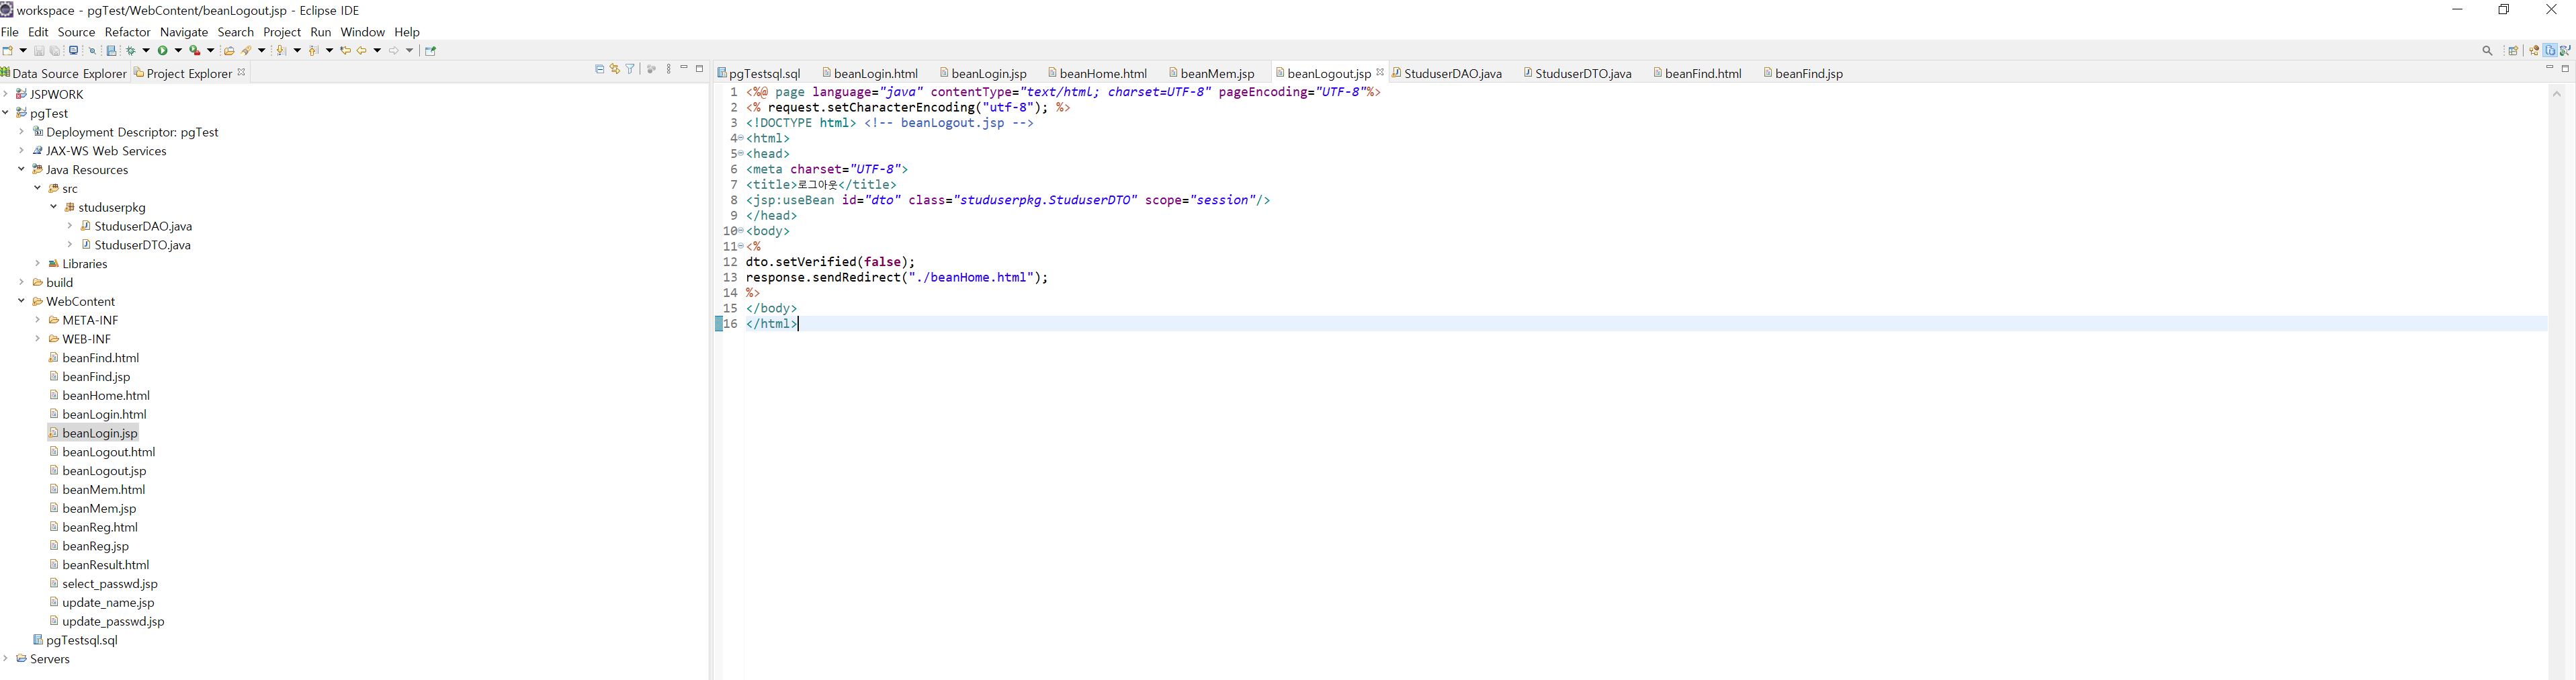 workspace - pgTest/WebContent/beanLogout.jsp - Eclipse IDE
File Edit Source Refactor Navigate Search Project Run Window Help
Data Source Explorer Project Explorer
JSPWORK
pgTest
Deployment Descriptor: pgTest
JAX-WS Web Services
Java Resources
src
studuserpkg
StuduserDAO.java
StuduserDTO.java
Libraries
build
WebContent
META-INF
WEB-INF
beanFind.html
beanFind.jsp
beanHome.html
beanLogin.html
beanLogin.jsp
beanLogout.html
beanLogout.jsp
beanMem.html
beanMem.jsp
beanReg.html
beanReg.jsp
beanResult.html
select_passwd.jsp
update_name.jsp
update_passwd.jsp
pgTestsql.sql
Servers
pgTestsql.sql beanLogin.html beanLogin.jsp beanHome.html beanMem.jsp beanLogout.jsp StuduserDAO.java StuduserDTO.java beanFind.html beanFind.jsp
1 <%@ page language="java" contentType="text/html; charset=UTF-8" pageEncoding="UTF-8"%>
2 <% request.setCharacterEncoding("utf-8"); %>
3 <!DOCTYPE html> <!-- beanLogout.jsp -->
4 <html>
5 <head>
6 <meta charset="UTF-8">
7 <title>로그아웃</title>
8 <jsp:useBean id="dto" class="studuserpkg.StuduserDTO" scope="session"/>
9 </head>
10 <body>
11 <%
12 dto.setVerified(false);
13 response.sendRedirect("./beanHome.html");
14 %>
15 </body>
16 </html>